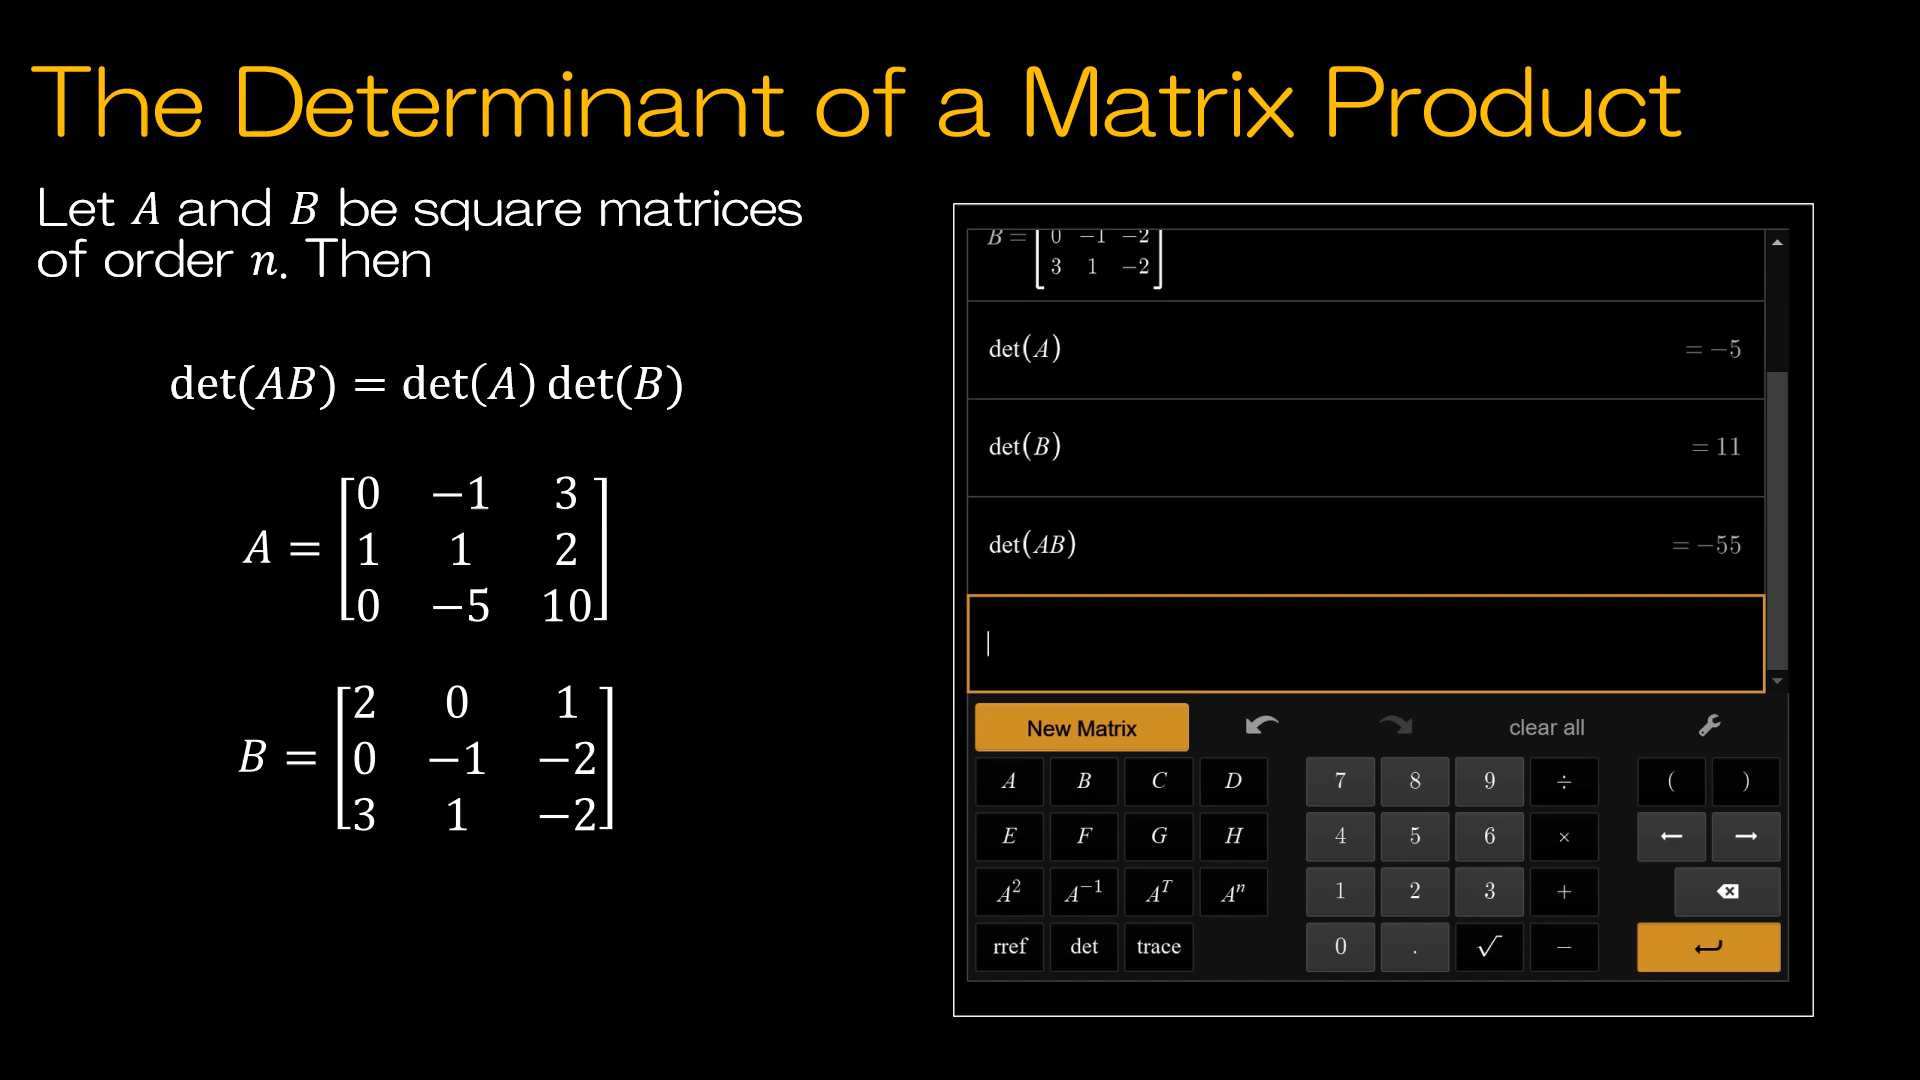 The Determinant of a Matrix Product
Let A and B be square matrices
of order n. Then
det(AB) = det(A) det(B)
A = [0 −1 3
1 1 2
0 −5 10]
B = [2 0 1
0 −1 −2
3 1 −2]
B = [0 −1 −2
3 1 −2]
det(A) = −5
det(B) = 11
det(AB) = −55
New Matrix clear all
A B C D 7 8 9 ÷ ( )
E F G H 4 5 6 × ← →
A² A⁻¹ Aᵀ Aⁿ 1 2 3 +
rref det trace 0 . √ −